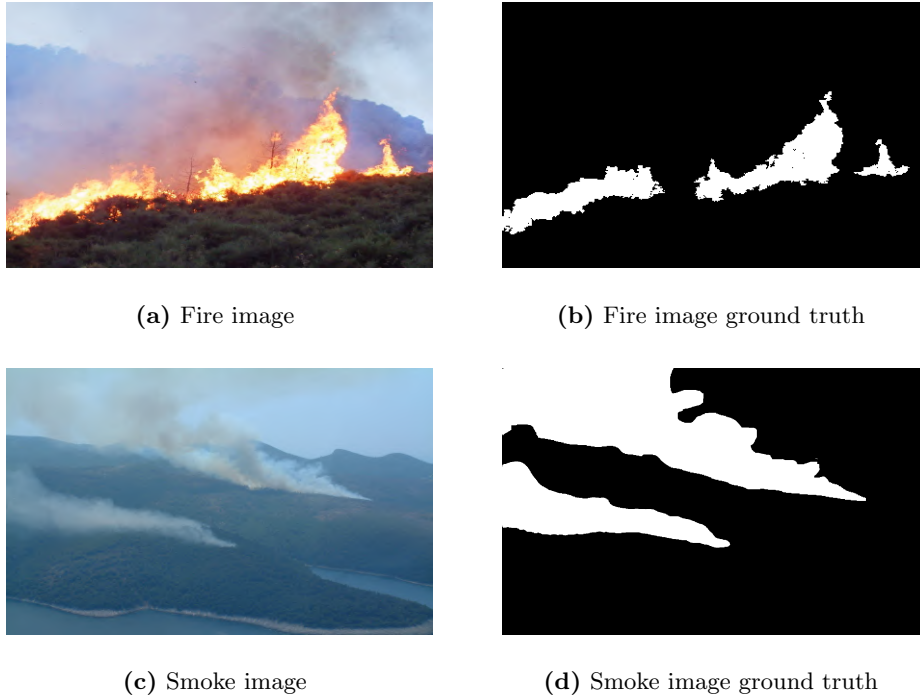 (a) Fire image
(b) Fire image ground truth
(c) Smoke image
(d) Smoke image ground truth